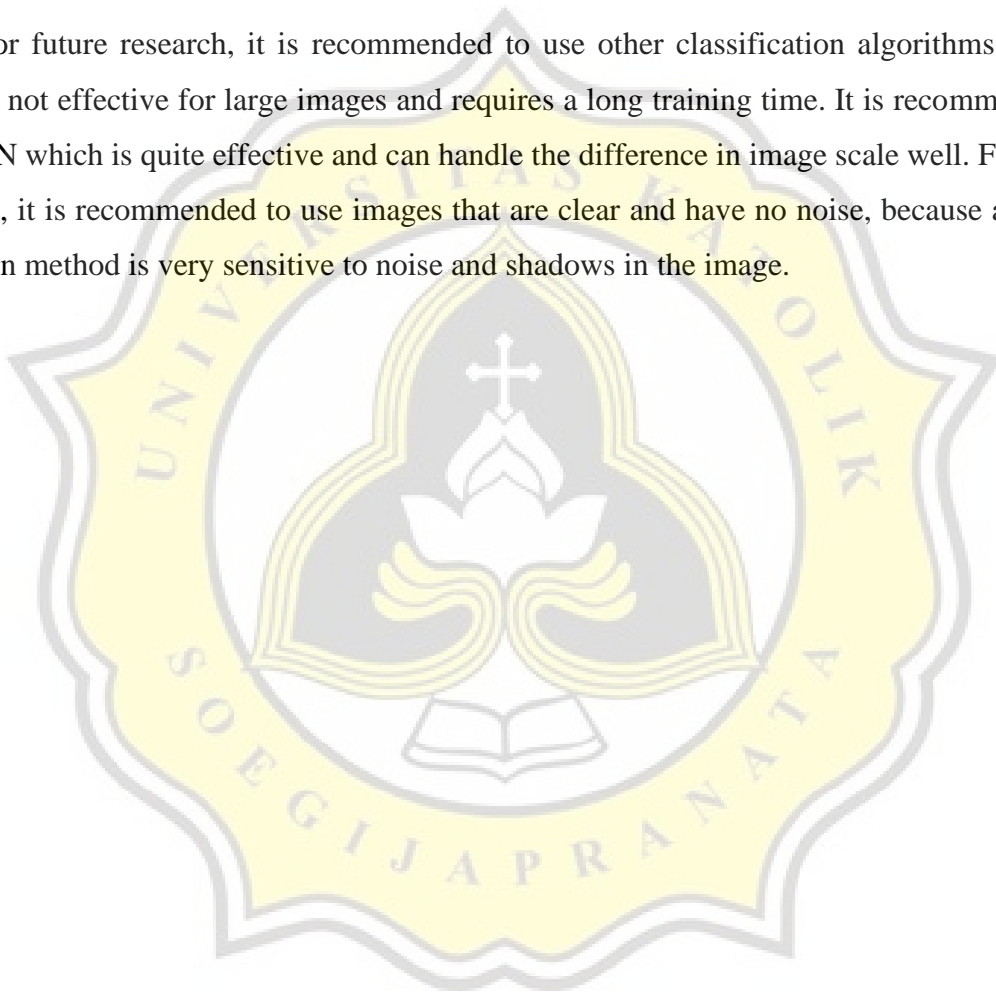 or future research, it is recommended to use other classification algorithms
not effective for large images and requires a long training time. It is recomm
N which is quite effective and can handle the difference in image scale well. F
, it is recommended to use images that are clear and have no noise, because a
n method is very sensitive to noise and shadows in the image.
UNIVERSITAS KATOLIK
SOEGIJAPRANATA